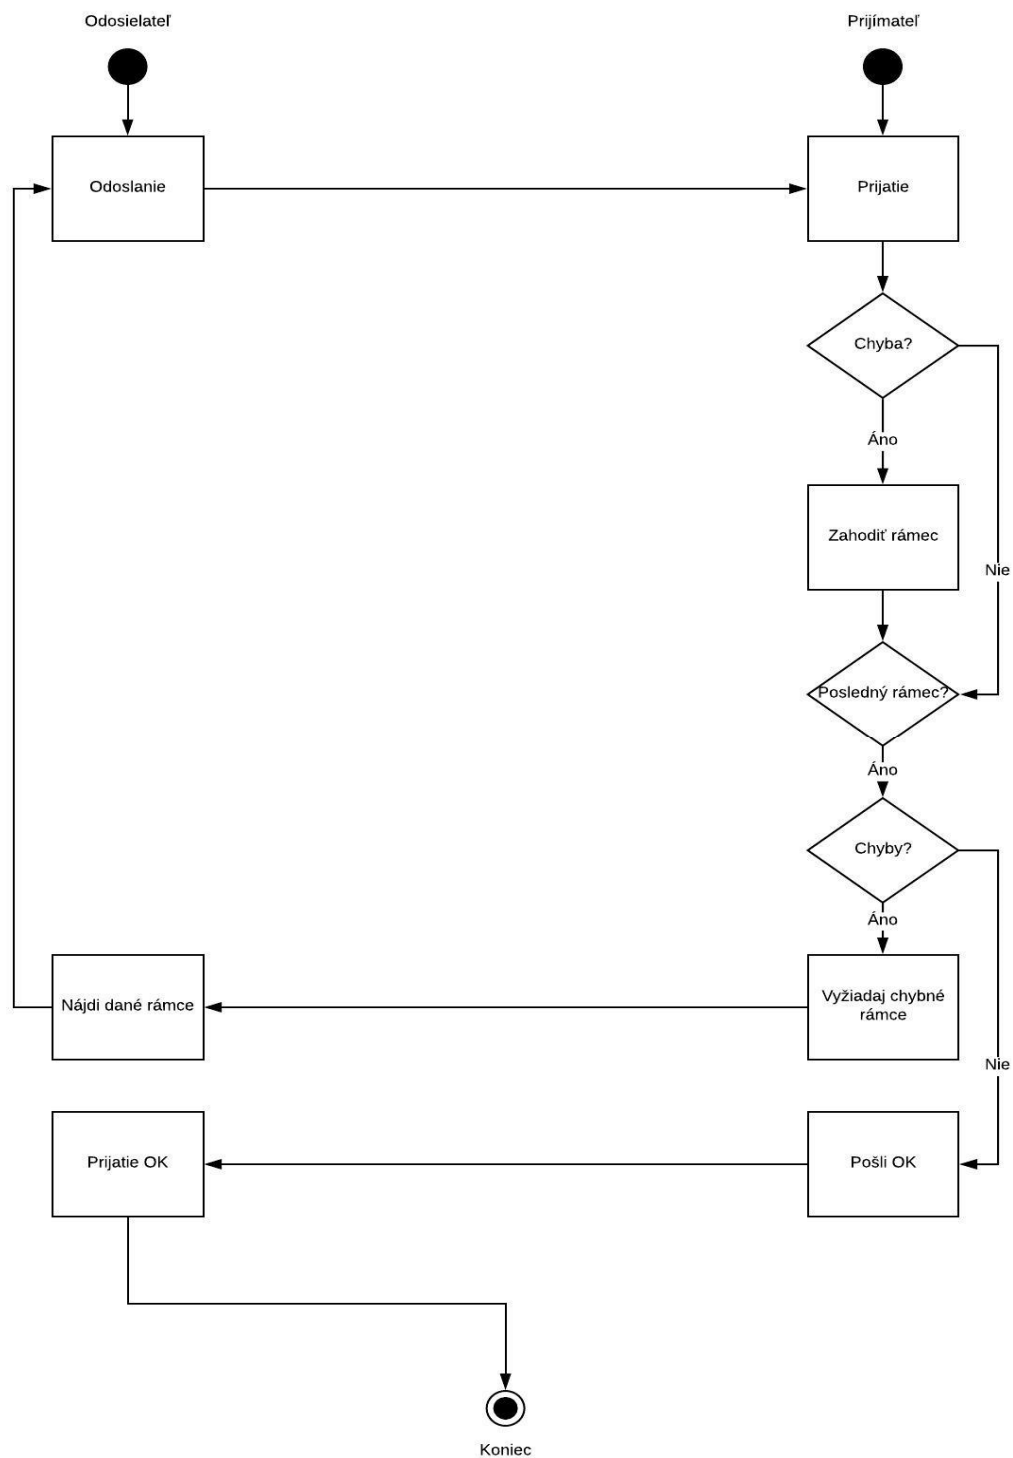 Odosielateľ
Prijímateľ
Odoslanie
Prijatie
Chyba?
Áno
Zahodiť rámec
Nie
Posledný rámec?
Áno
Chyby?
Áno
Nájdi dané rámce
Vyžiadaj chybné
rámce
Nie
Prijatie OK
Pošli OK
Koniec